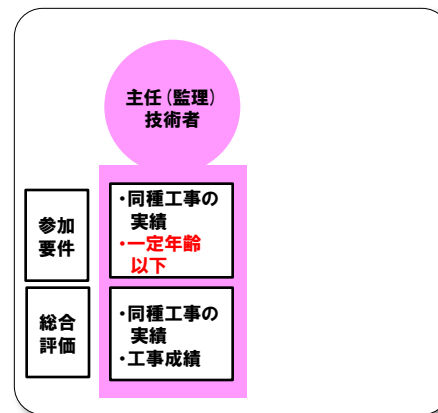 主任(監理)
技術者
参加
要件
・同種工事の
実績
・一定年齢
以下
総合
評価
・同種工事の
実績
・工事成績